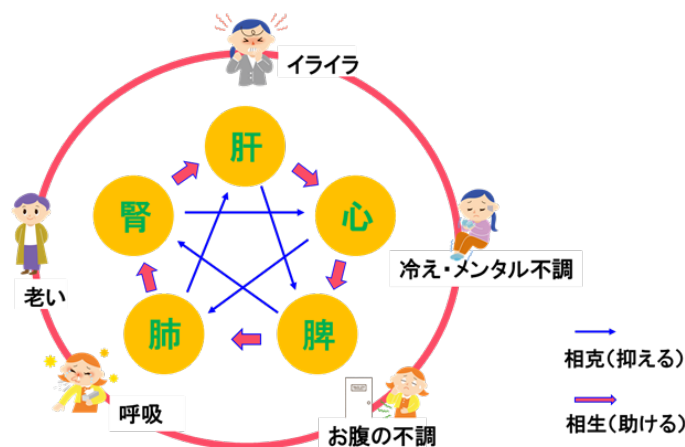 イライラ
肝
心
腎
冷え・メンタル不調
老い
肺
脾
相克(抑える)
呼吸
お腹の不調
相生(助ける)